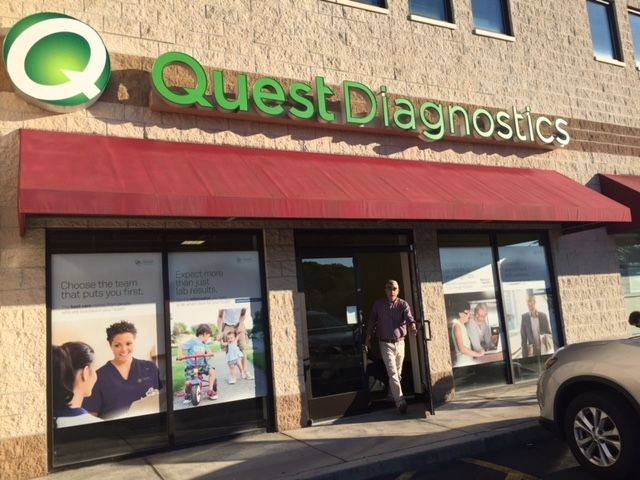 Quest Diagnostics
Choose the team
that puts you first.
Expect more
than just
lab results.